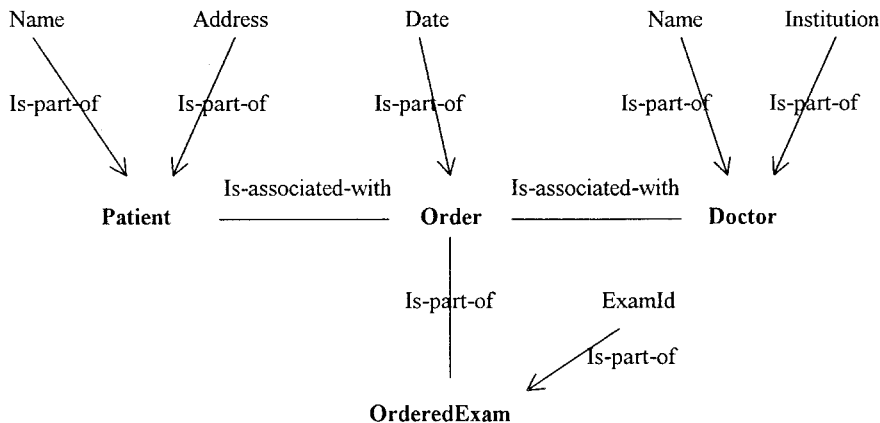 Name Address Date Name Institution
Is-part-of Is-part-of Is-part-of Is-part-of Is-part-of
Is-associated-with Is-associated-with
Patient Order Doctor
Is-part-of ExamId
Is-part-of
OrderedExam